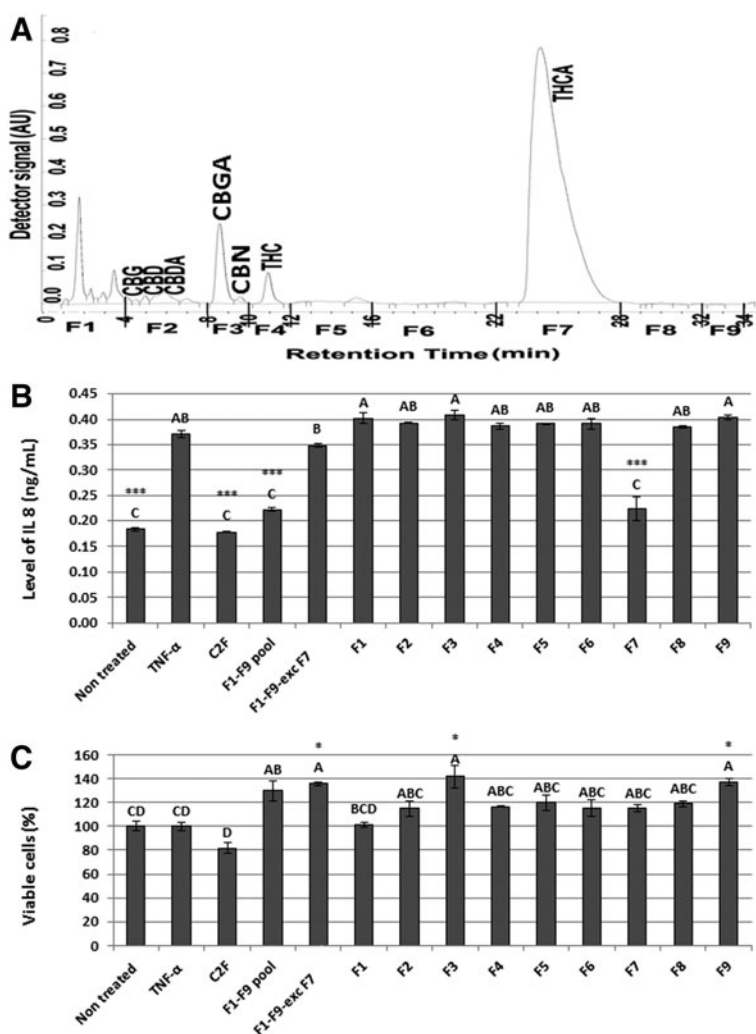 A
Detector signal (AU)
0.8
0.7
0.6
0.5
0.4
0.3
0.2
0.1
0.0
CBG
CBD
CBDA
CBGA
CBN
THC
THCA
0 4 8 10 12 16 22 28 32 34
F1 F2 F3 F4 F5 F6 F7 F8 F9
Retention Time (min)
B
Level of IL 8 (ng/mL)
0.45
0.40
0.35
0.30
0.25
0.20
0.15
0.10
0.05
0.00
*** *** *** ***
C AB C C B A AB A AB AB AB C AB A
Non treated TNF-α C2F F1-F9 pool F1-F9-exc F7 F1 F2 F3 F4 F5 F6 F7 F8 F9
C
Viable cells (%)
160
140
120
100
80
60
40
20
0
* * *
CD CD D AB A BCD ABC A ABC ABC ABC ABC ABC A
Non treated TNF-α C2F F1-F9 pool F1-F9-exc F7 F1 F2 F3 F4 F5 F6 F7 F8 F9